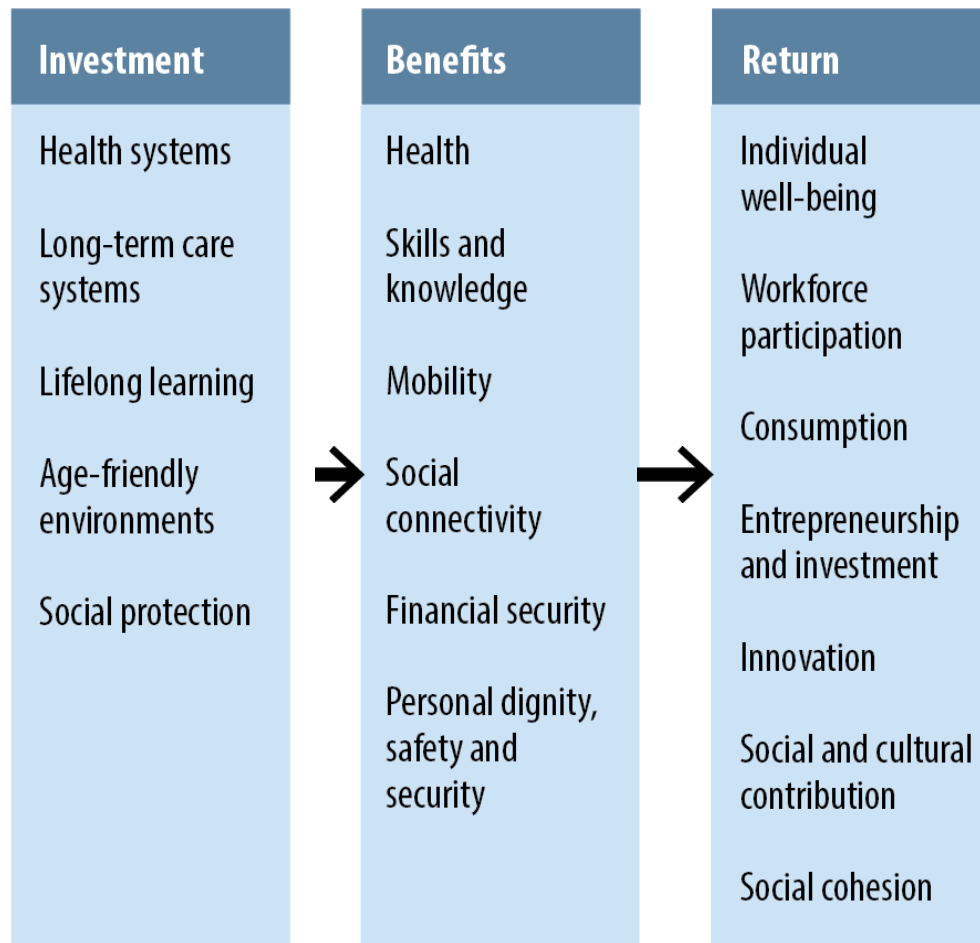 Investment
Health systems
Long-term care
systems
Lifelong learning
Age-friendly
environments
Social protection
Benefits
Health
Skills and
knowledge
Mobility
Social
connectivity
Financial security
Personal dignity,
safety and
security
Return
Individual
well-being
Workforce
participation
Consumption
Entrepreneurship
and investment
Innovation
Social and cultural
contribution
Social cohesion